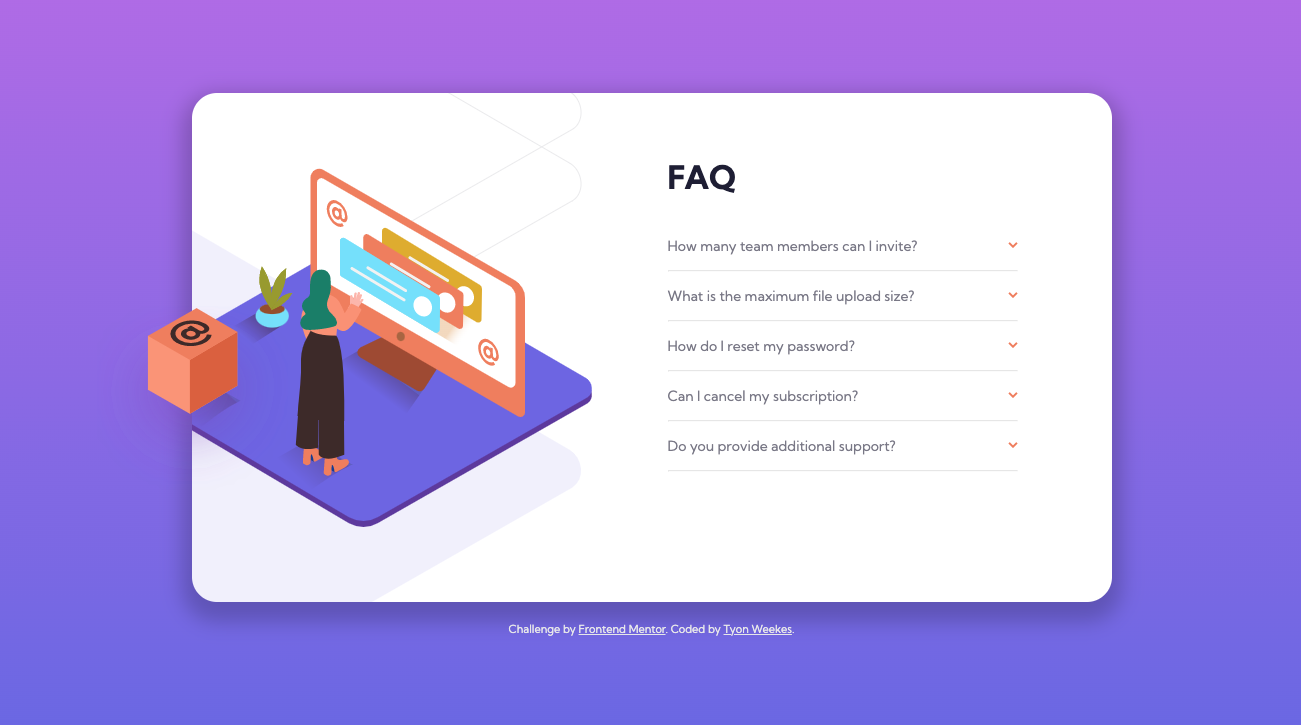 @
@
@
FAQ
How many team members can I invite?
What is the maximum file upload size?
How do I reset my password?
Can I cancel my subscription?
Do you provide additional support?
Challenge by Frontend Mentor. Coded by Tyon Weekes.